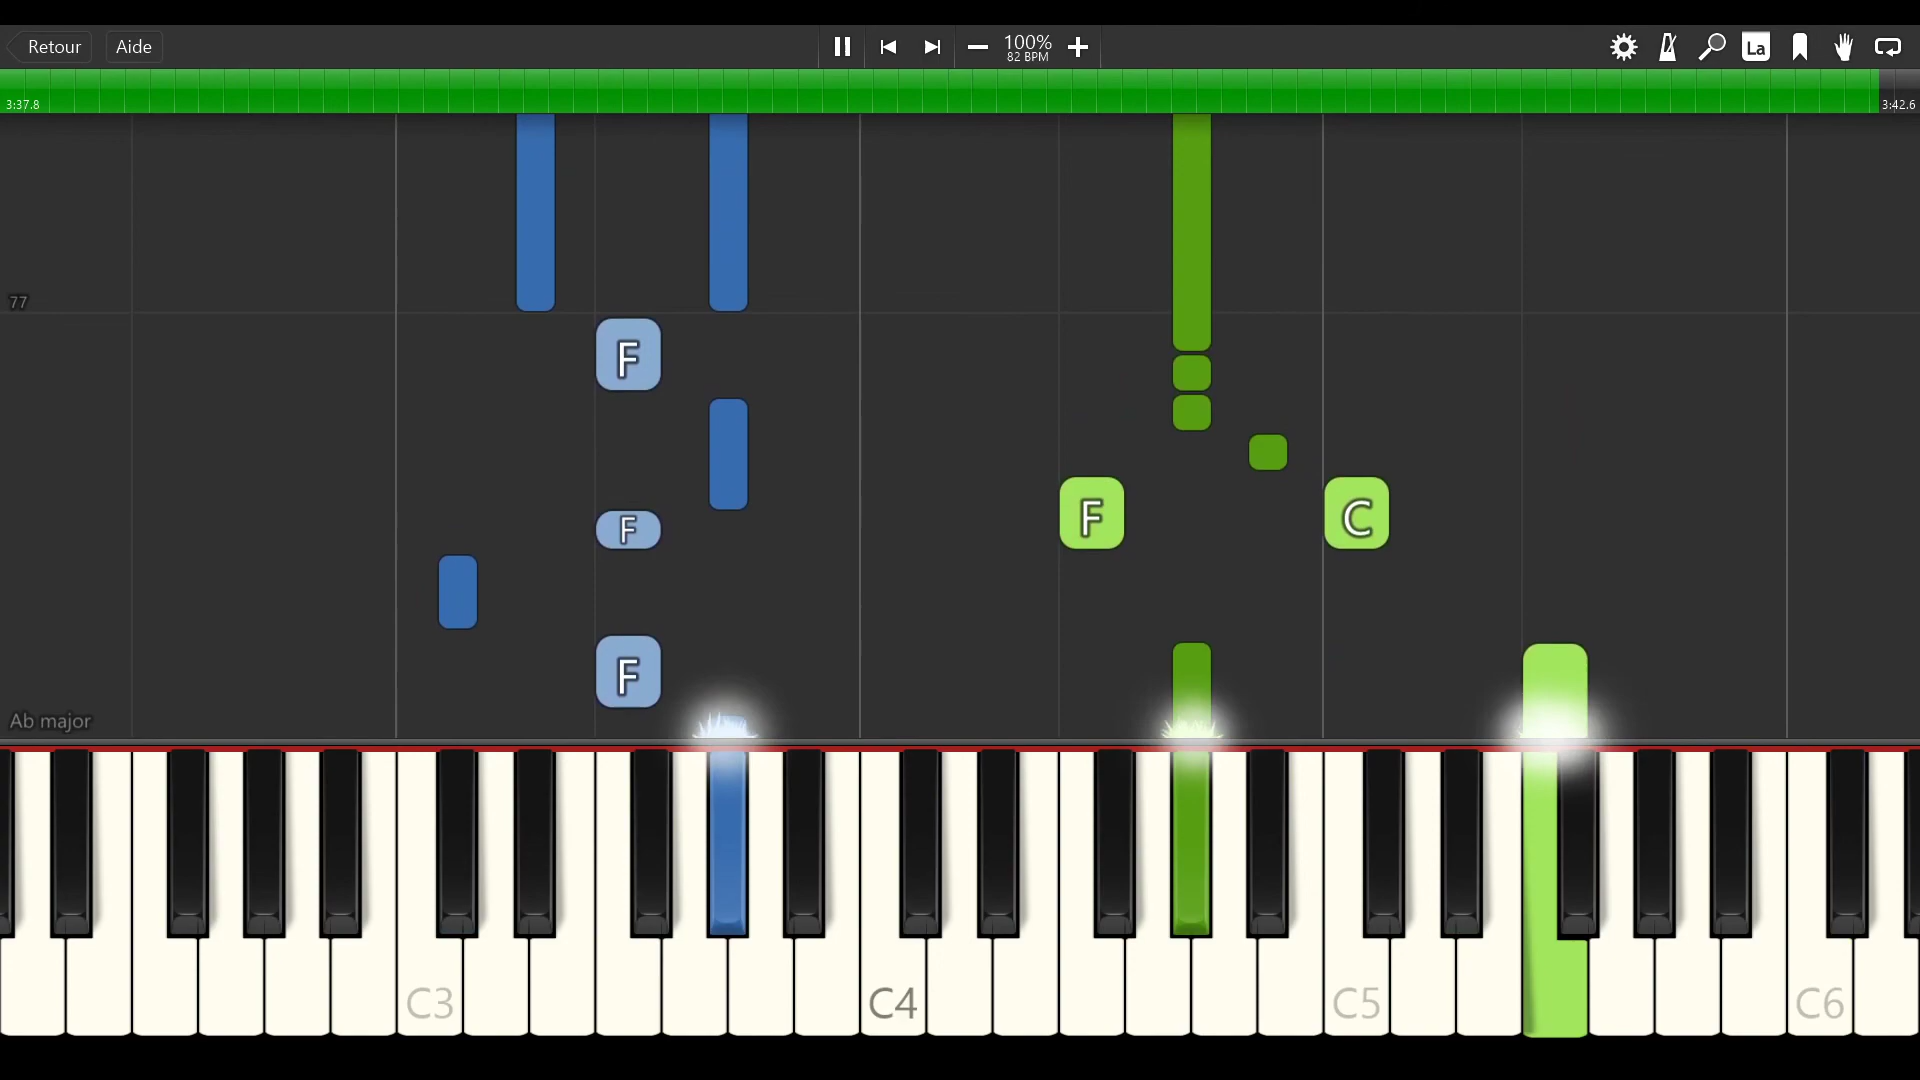 Retour
Aide
100%
82 BPM
La
3:37.8
3:42.6
77
F
F
F
C
F
Ab major
C3
C4
C5
C6